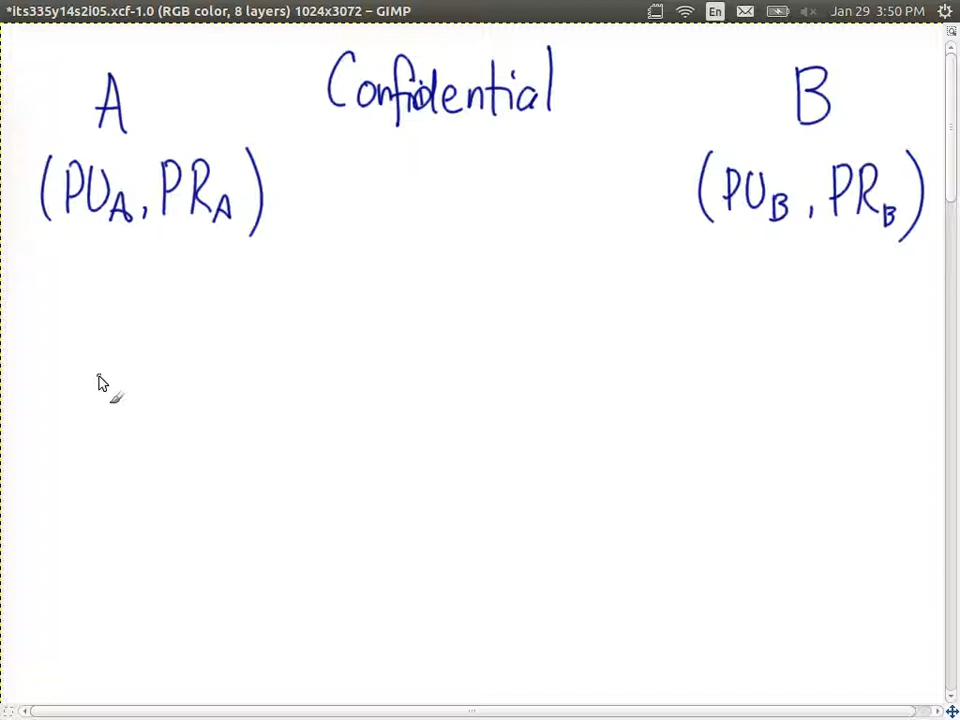 *its335y14s2i05.xcf-1.0 (RGB color, 8 layers) 1024x3072 – GIMP En Jan 29 3:50 PM
A Confidential B
(PU_A, PR_A) (PU_B, PR_B)